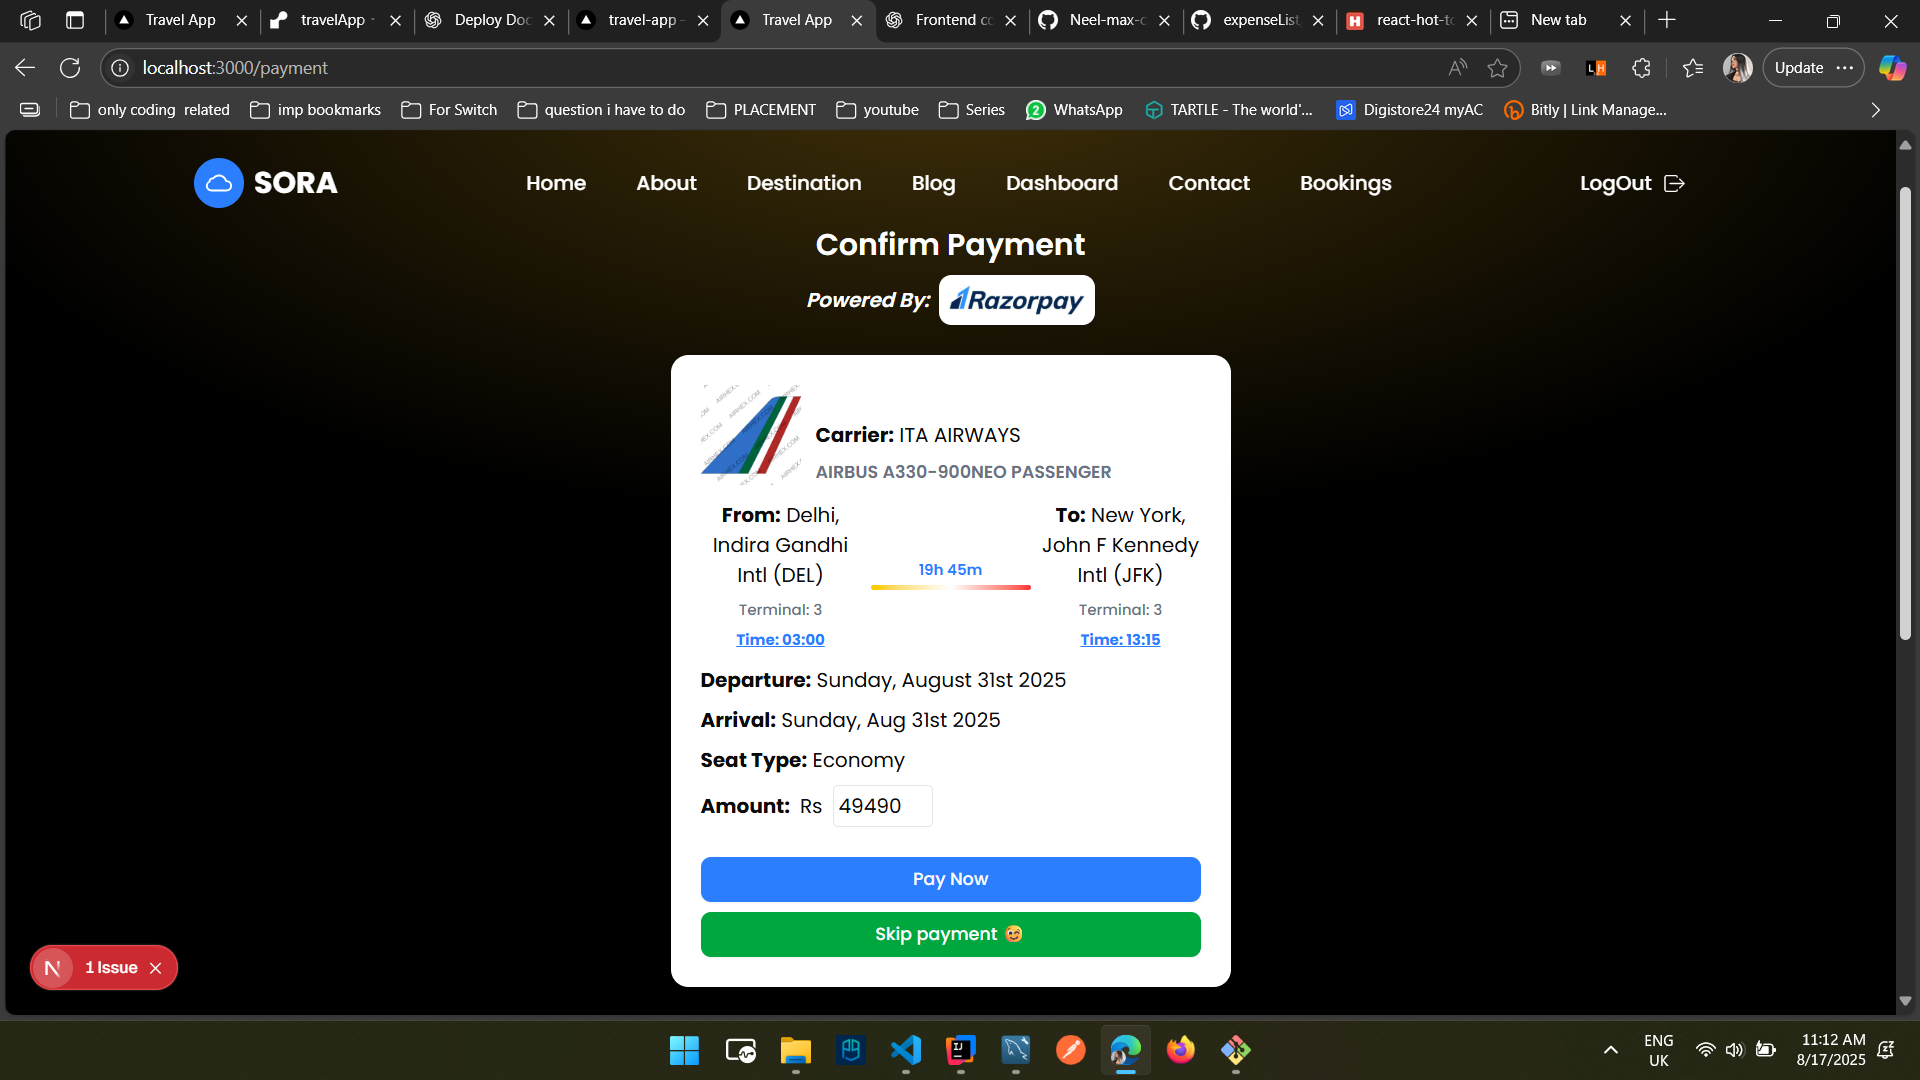 Travel App
travelApp -
Deploy Doc
travel-app -
Travel App
Frontend co
Neel-max-c
expenseList
react-hot-to
New tab
localhost:3000/payment
Update
only coding related
imp bookmarks
For Switch
question i have to do
PLACEMENT
youtube
Series
2
WhatsApp
TARTLE - The world'...
Digistore24 myAC
Bitly | Link Manage...
SORA
Home
About
Destination
Blog
Dashboard
Contact
Bookings
LogOut
Confirm Payment
Powered By:
Razorpay
AIRHEX.COM
Carrier: ITA AIRWAYS
AIRBUS A330-900NEO PASSENGER
From: Delhi,
Indira Gandhi
Intl (DEL)
Terminal: 3
Time: 03:00
19h 45m
To: New York,
John F Kennedy
Intl (JFK)
Terminal: 3
Time: 13:15
Departure: Sunday, August 31st 2025
Arrival: Sunday, Aug 31st 2025
Seat Type: Economy
Amount: Rs 49490
Pay Now
Skip payment 😉
N 1 Issue
ENG
UK
11:12 AM
8/17/2025